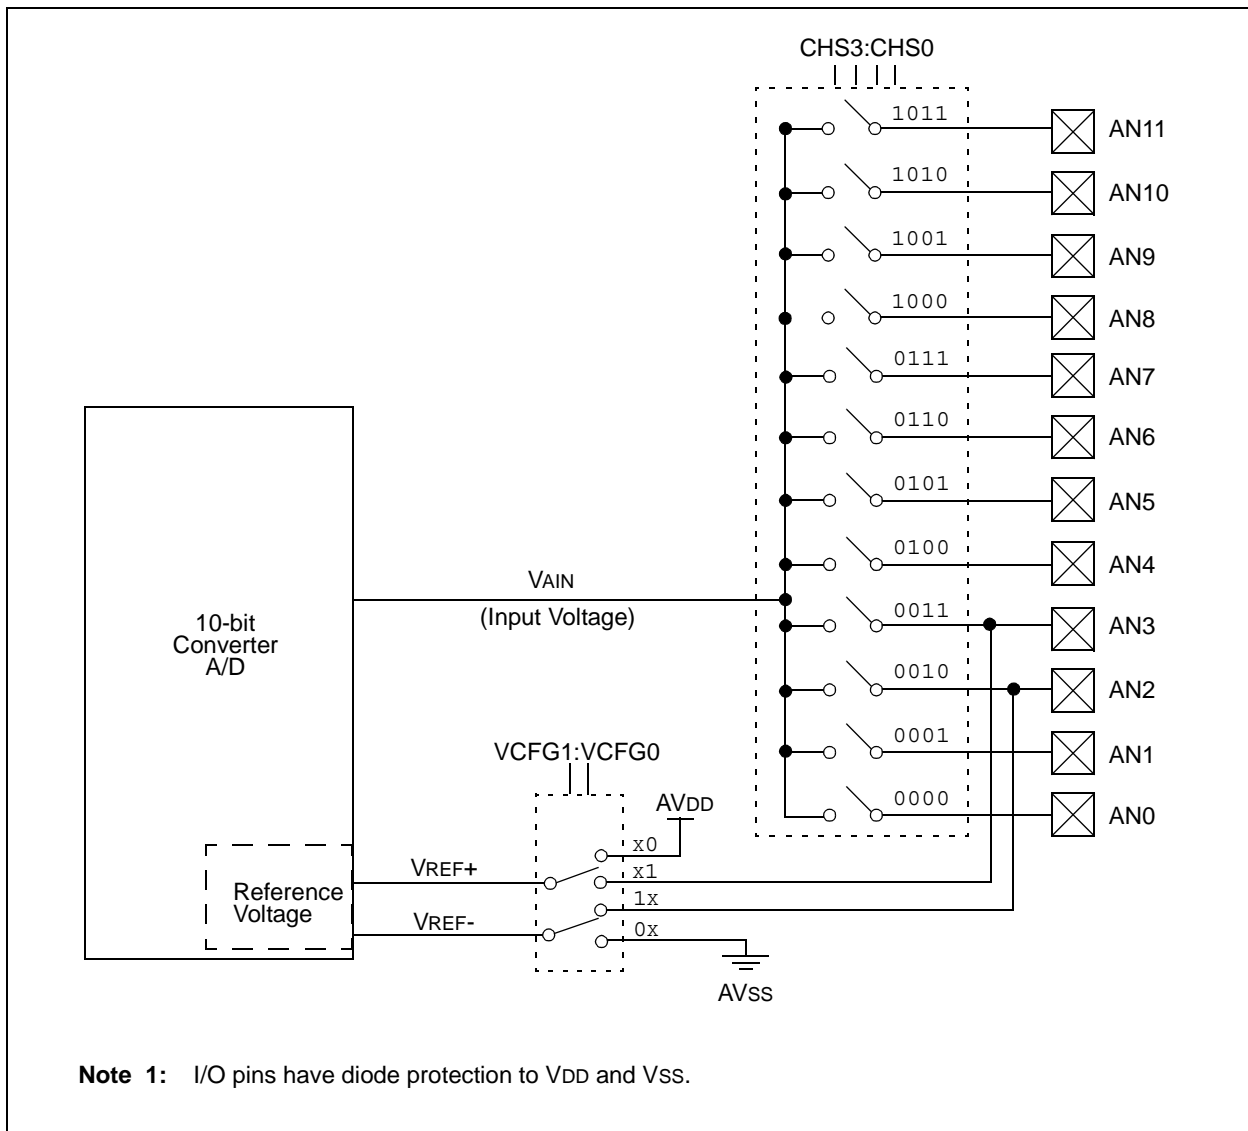 CHS3:CHS0
1011
AN11
1010
AN10
1001
AN9
1000
AN8
0111
AN7
0110
AN6
0101
AN5
0100
AN4
VAIN
(Input Voltage)
0011
AN3
10-bit
Converter
A/D
0010
AN2
0001
AN1
VCFG1:VCFG0
0000
AN0
AVDD
x0
VREF+
x1
Reference
Voltage
1x
VREF-
0x
AVSS
Note 1: I/O pins have diode protection to VDD and VSS.